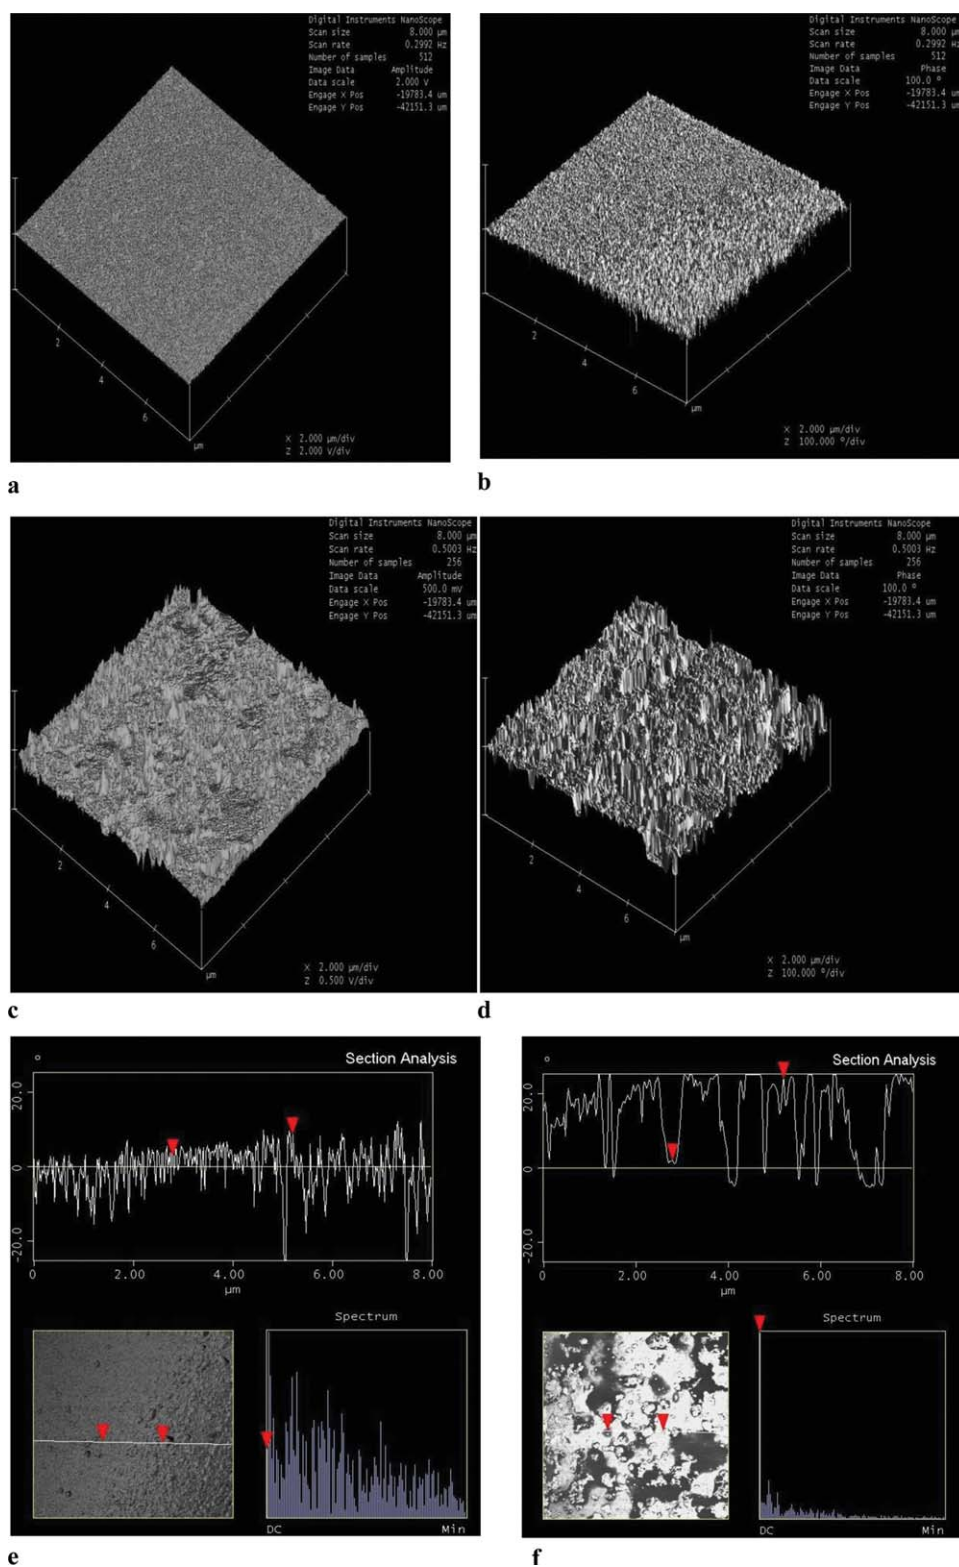 Digital Instruments NanoScope
Scan size 8.000 µm
Scan rate 0.2992 Hz
Number of samples 512
Image Data Amplitude
Data scale 2.000 V
Engage X Pos -19783.4 um
Engage Y Pos -42151.3 um
2
4
6
µm
X 2.000 µm/div
Z 2.000 V/div
a
Digital Instruments NanoScope
Scan size 8.000 µm
Scan rate 0.2992 Hz
Number of samples 512
Image Data Phase
Data scale 100.0 °
Engage X Pos -19783.4 um
Engage Y Pos -42151.3 um
2
4
6
µm
X 2.000 µm/div
Z 100.000 °/div
b
Digital Instruments NanoScope
Scan size 8.000 µm
Scan rate 0.5003 Hz
Number of samples 256
Image Data Amplitude
Data scale 500.0 mV
Engage X Pos -19783.4 um
Engage Y Pos -42151.3 um
2
4
6
µm
X 2.000 µm/div
Z 0.500 V/div
c
Digital Instruments NanoScope
Scan size 8.000 µm
Scan rate 0.5003 Hz
Number of samples 256
Image Data Phase
Data scale 100.0 °
Engage X Pos -19783.4 um
Engage Y Pos -42151.3 um
2
4
6
µm
X 2.000 µm/div
Z 100.000 °/div
d
° Section Analysis
20.0
0
-20.0
0 2.00 4.00 6.00 8.00
µm
Spectrum
DC Min
e
° Section Analysis
20.0
0
-20.0
0 2.00 4.00 6.00 8.00
µm
Spectrum
DC Min
f